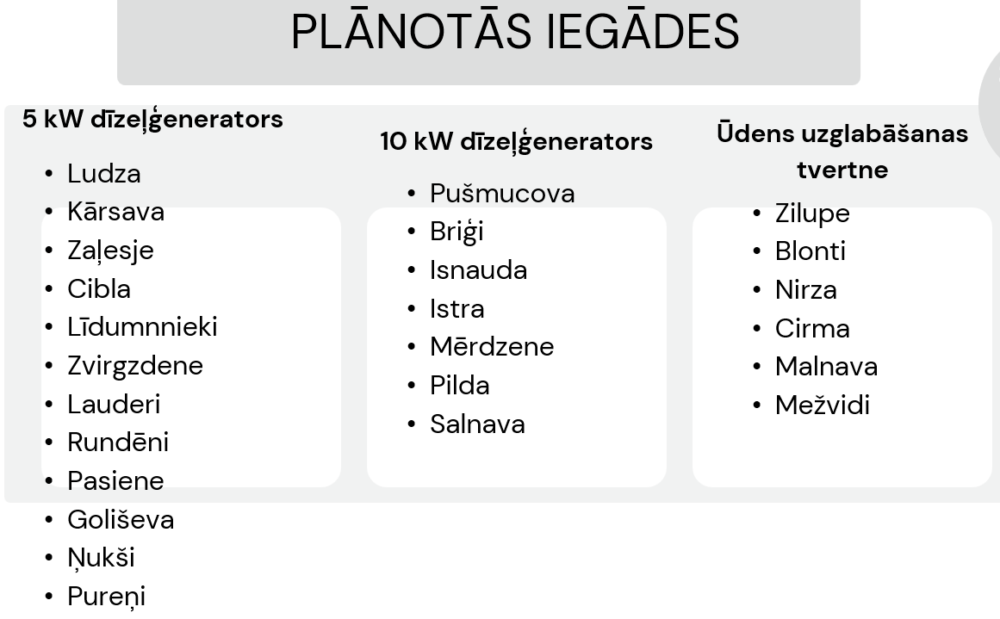 PLĀNOTĀS IEGĀDES
5 kW dīzeļģenerators
• Ludza
• Kārsava
• Zaļesje
• Cibla
• Līdumnnieki
• Zvirgzdene
• Lauderi
• Rundēni
• Pasiene
• Goliševa
• Ņukši
• Pureņi
10 kW dīzeļģenerators
• Pušmucova
• Briģi
• Isnauda
• Istra
• Mērdzene
• Pilda
• Salnava
Ūdens uzglabāšanas
tvertne
• Zilupe
• Blonti
• Nirza
• Cirma
• Malnava
• Mežvidi